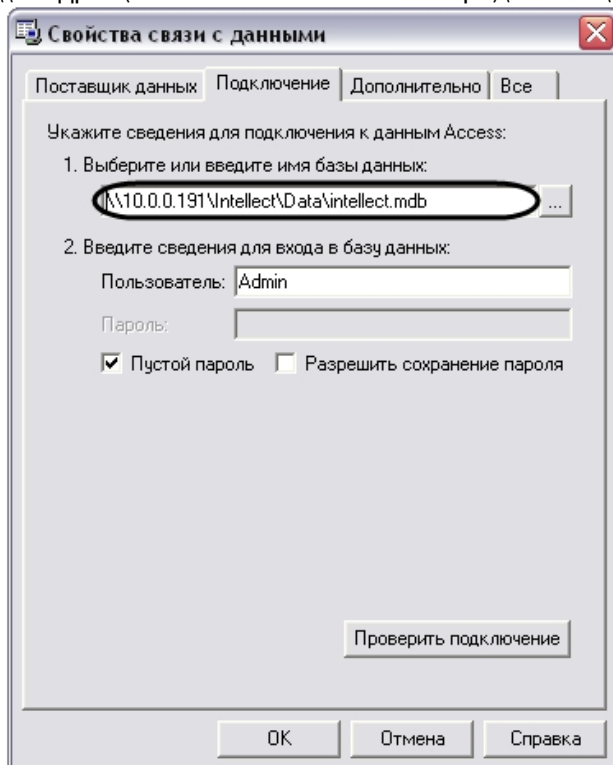 Свойства связи с данными
Поставщик данных Подключение Дополнительно Все
Укажите сведения для подключения к данным Access:
1. Выберите или введите имя базы данных:
\\10.0.0.191\Intellect\Data\intellect.mdb ...
2. Введите сведения для входа в базу данных:
Пользователь: Admin
Пароль:
Пустой пароль Разрешить сохранение пароля
Проверить подключение
OK Отмена Справка